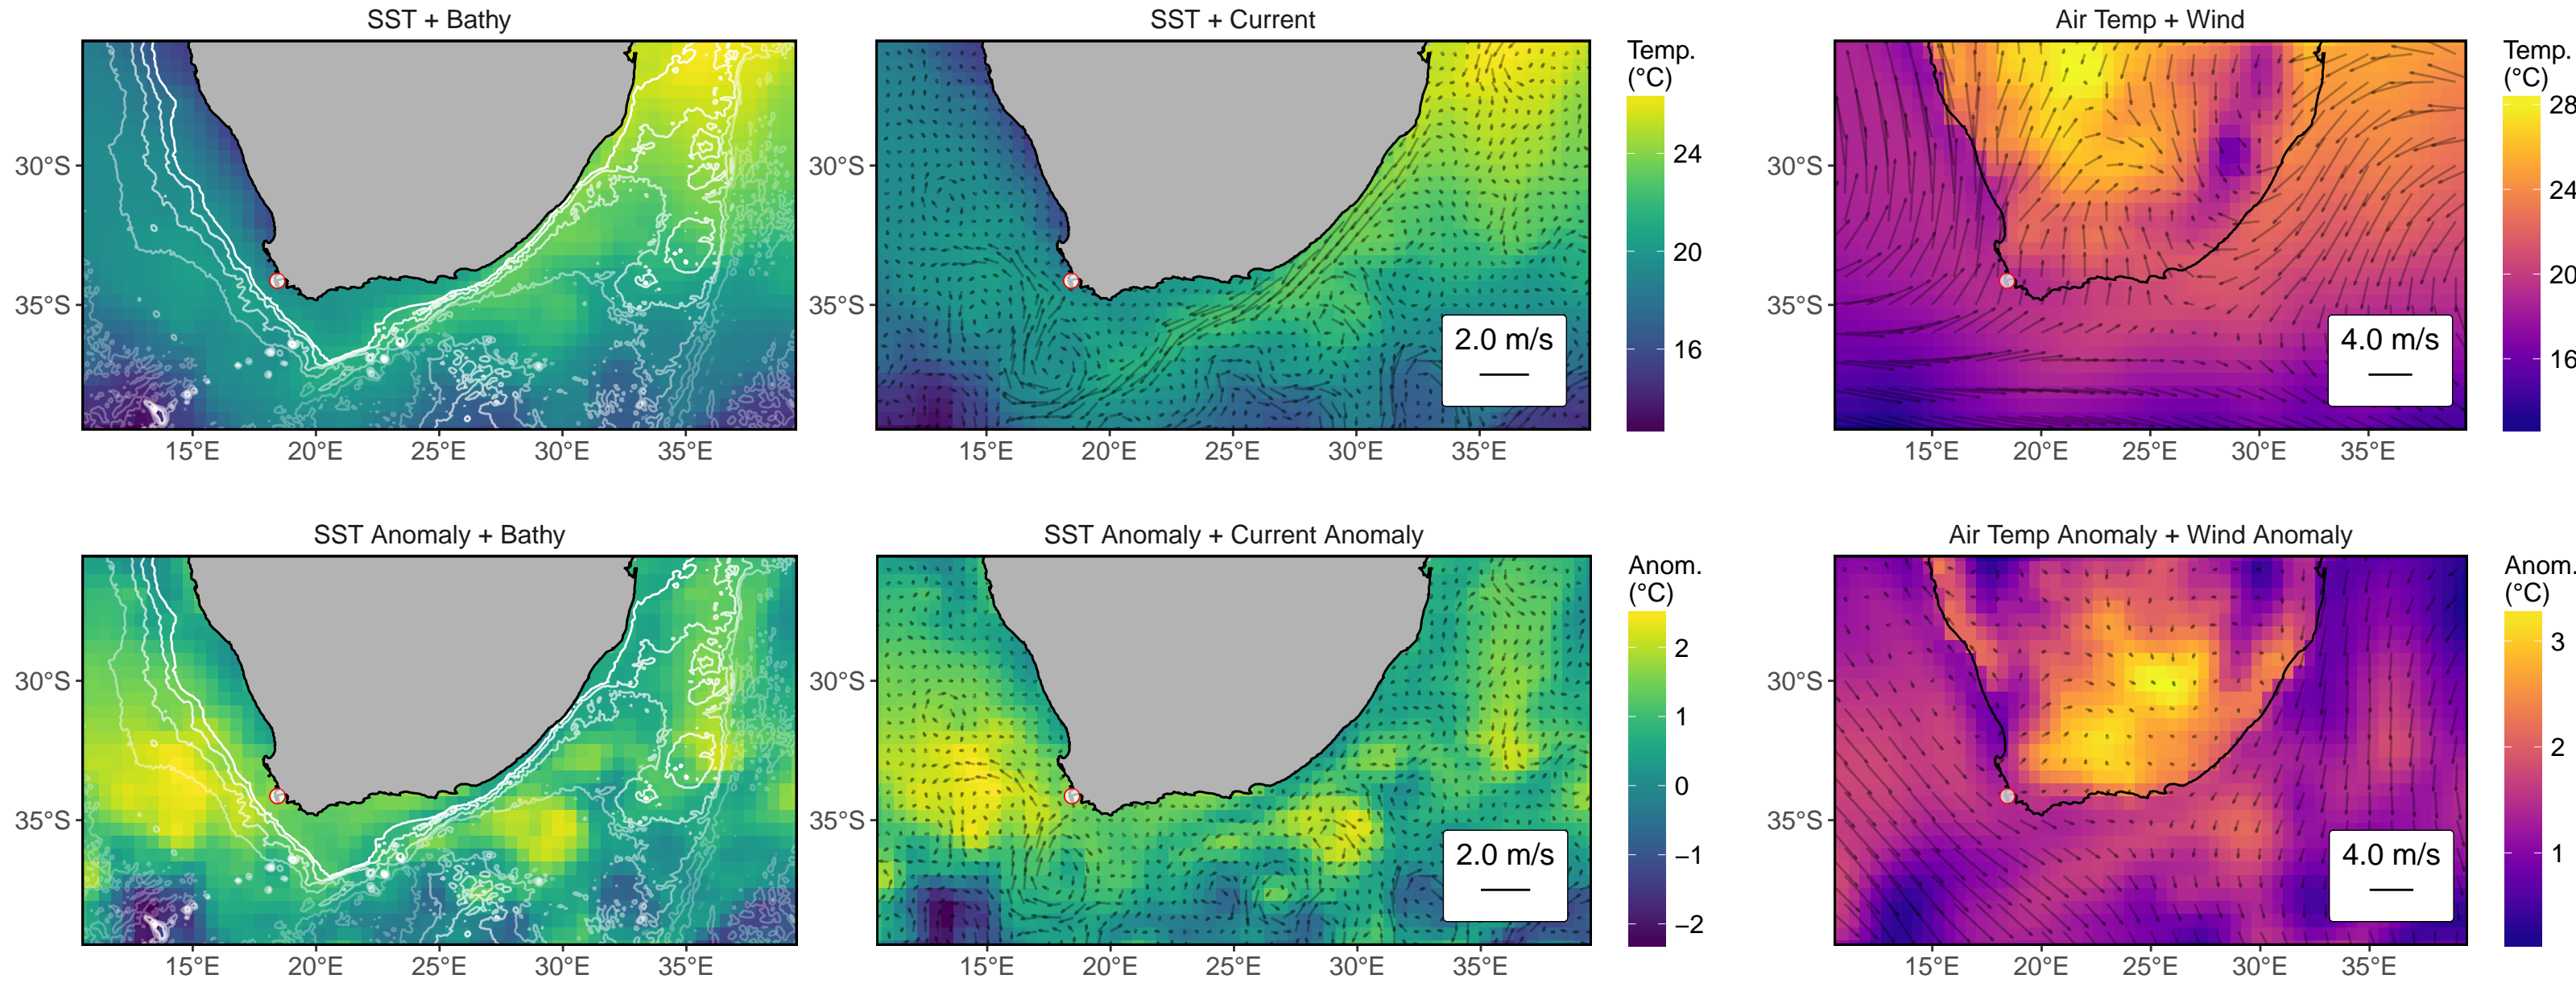 SST + Bathy
30°S
35°S
15°E 20°E 25°E 30°E 35°E
SST + Current
30°S
35°S
2.0 m/s
15°E 20°E 25°E 30°E 35°E
Temp.
(°C)
24
20
16
Air Temp + Wind
30°S
35°S
4.0 m/s
15°E 20°E 25°E 30°E 35°E
Temp.
(°C)
28
24
20
16
SST Anomaly + Bathy
30°S
35°S
15°E 20°E 25°E 30°E 35°E
SST Anomaly + Current Anomaly
30°S
35°S
2.0 m/s
15°E 20°E 25°E 30°E 35°E
Anom.
(°C)
2
1
0
−1
−2
Air Temp Anomaly + Wind Anomaly
30°S
35°S
4.0 m/s
15°E 20°E 25°E 30°E 35°E
Anom.
(°C)
3
2
1